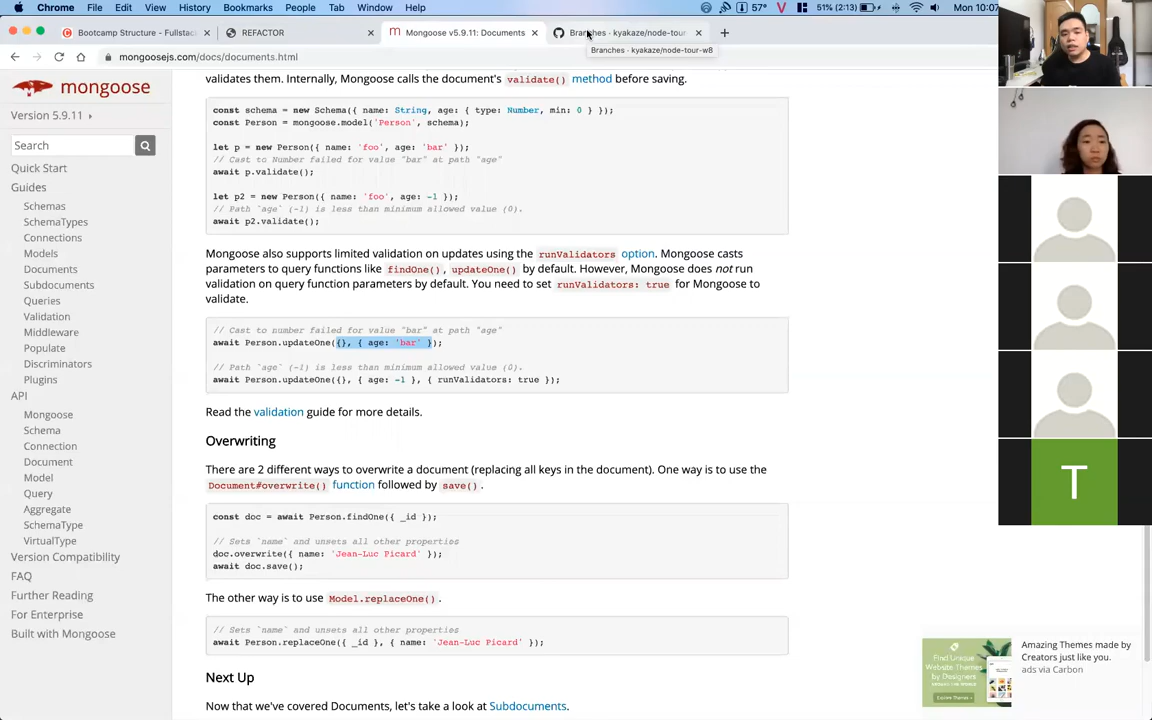 Chrome File Edit View History Bookmarks People Tab Window Help 57° 51% (2:13) Mon 10:07
Bootcamp Structure - Fullsta
REFACTOR
Mongoose v5.9.11: Documents
Branches · kyakaze/node-tour
Branches · kyakaze/node-tour-w8
mongoosejs.com/docs/documents.html
mongoose
Version 5.9.11
Search
Quick Start
Guides
Schemas
SchemaTypes
Connections
Models
Documents
Subdocuments
Queries
Validation
Middleware
Populate
Discriminators
Plugins
API
Mongoose
Schema
Connection
Document
Model
Query
Aggregate
SchemaType
VirtualType
Version Compatibility
FAQ
Further Reading
For Enterprise
Built with Mongoose
validates them. Internally, Mongoose calls the document's validate() method before saving.
const schema = new Schema({ name: String, age: { type: Number, min: 0 } });
const Person = mongoose.model('Person', schema);
let p = new Person({ name: 'foo', age: 'bar' });
// Cast to Number failed for value "bar" at path "age"
await p.validate();
let p2 = new Person({ name: 'foo', age: -1 });
// Path `age` (-1) is less than minimum allowed value (0).
await p2.validate();
Mongoose also supports limited validation on updates using the runValidators option. Mongoose casts
parameters to query functions like findOne(), updateOne() by default. However, Mongoose does not run
validation on query function parameters by default. You need to set runValidators: true for Mongoose to
validate.
// Cast to number failed for value "bar" at path "age"
await Person.updateOne({}, { age: 'bar' });
// Path `age` (-1) is less than minimum allowed value (0).
await Person.updateOne({}, { age: -1 }, { runValidators: true });
Read the validation guide for more details.
Overwriting
There are 2 different ways to overwrite a document (replacing all keys in the document). One way is to use the
Document#overwrite() function followed by save().
const doc = await Person.findOne({ _id });
// Sets `name` and unsets all other properties
doc.overwrite({ name: 'Jean-Luc Picard' });
await doc.save();
The other way is to use Model.replaceOne().
// Sets `name` and unsets all other properties
await Person.replaceOne({ _id }, { name: 'Jean-Luc Picard' });
Next Up
Now that we've covered Documents, let's take a look at Subdocuments.
T
Find Unique
Website Themes
by Designers
Explore Themes
Amazing Themes made by
Creators just like you.
ads via Carbon